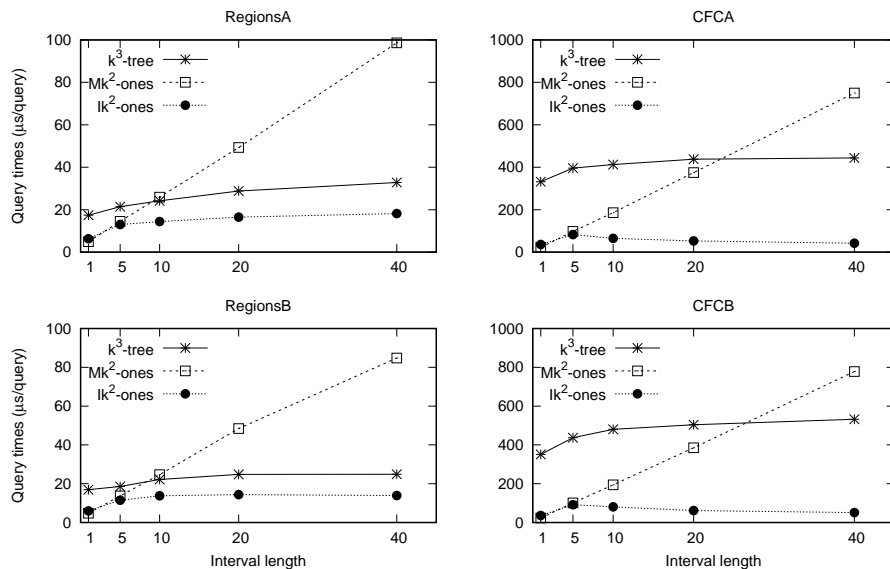 RegionsA
Query times (μs/query)
100
80
60
40
20
0
k³-tree
Mk²-ones
Ik²-ones
1 5 10 20 40
CFCA
1000
800
600
400
200
0
k³-tree
Mk²-ones
Ik²-ones
1 5 10 20 40
RegionsB
Query times (μs/query)
100
80
60
40
20
0
k³-tree
Mk²-ones
Ik²-ones
1 5 10 20 40
Interval length
CFCB
1000
800
600
400
200
0
k³-tree
Mk²-ones
Ik²-ones
1 5 10 20 40
Interval length